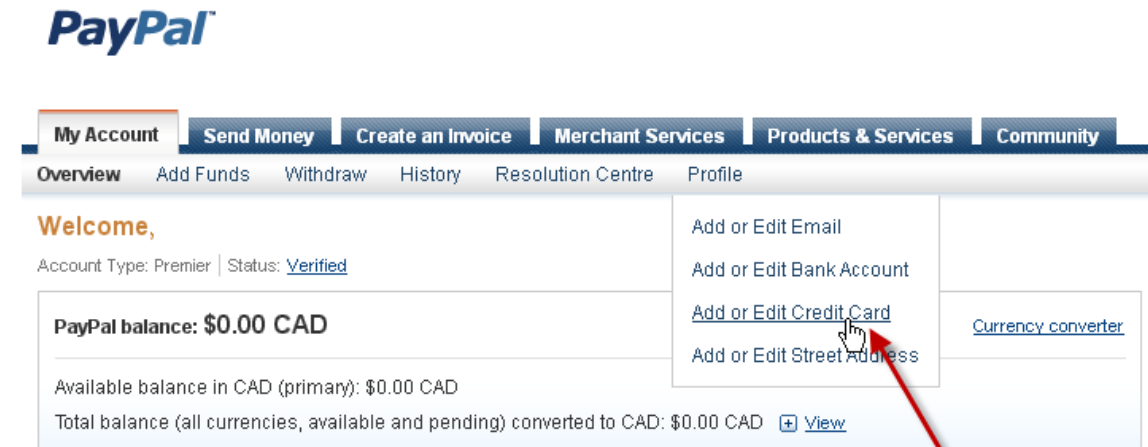 PayPal™
My Account Send Money Create an Invoice Merchant Services Products & Services Community
Overview Add Funds Withdraw History Resolution Centre Profile
Welcome,
Account Type: Premier | Status: Verified
Add or Edit Email
Add or Edit Bank Account
Add or Edit Credit Card
Add or Edit Street Address
PayPal balance: $0.00 CAD
Currency converter
Available balance in CAD (primary): $0.00 CAD
Total balance (all currencies, available and pending) converted to CAD: $0.00 CAD View